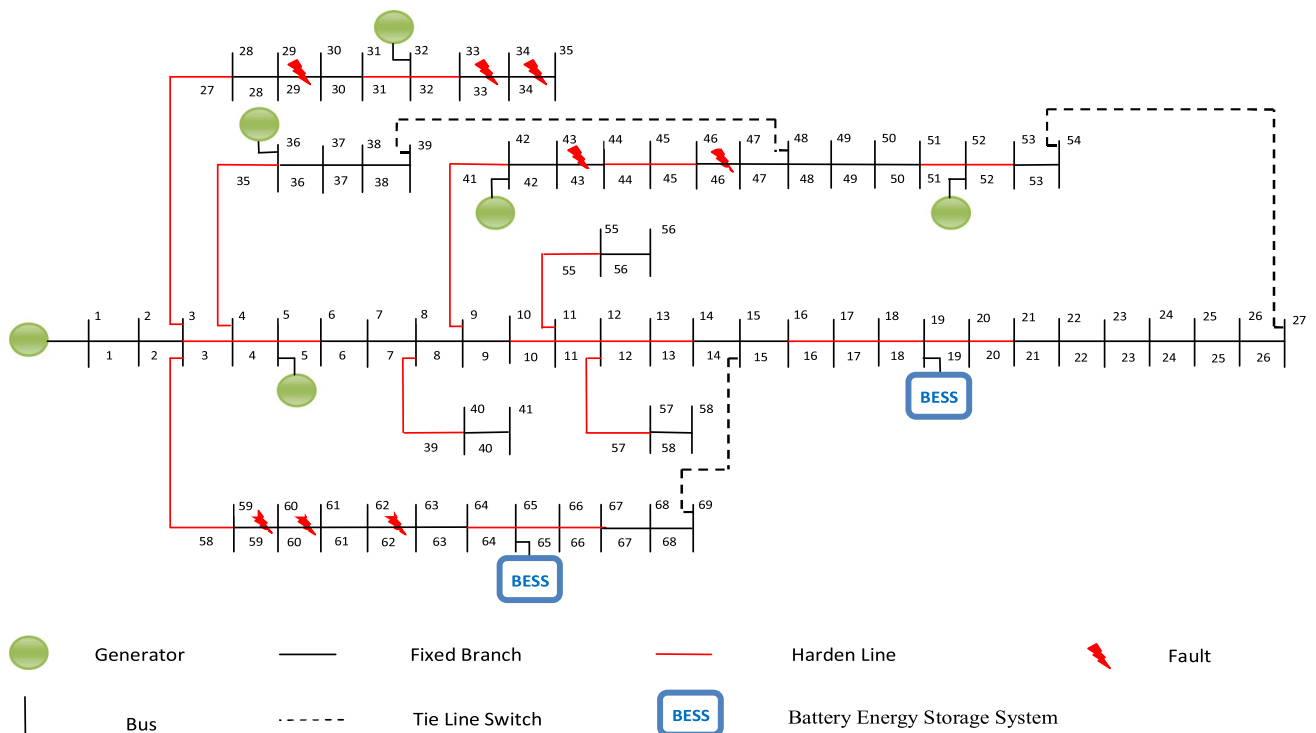 28 29 30 31 32 33 34 35
27 28 29 30 31 32 33 34
36 37 38 39
35 36 37 38
42 43 44 45 46 47 48 49 50 51 52 53 54
41 42 43 44 45 46 47 48 49 50 51 52 53
55 56
55 56
1 2 3 4 5 6 7 8 9 10 11 12 13 14 15 16 17 18 19 20 21 22 23 24 25 26 27
1 2 3 4 5 6 7 8 9 10 11 12 13 14 15 16 17 18 19 20 21 22 23 24 25 26
BESS
40 41
39 40
57 58
57 58
59 60 61 62 63 64 65 66 67 68 69
58 59 60 61 62 63 64 65 66 67 68
BESS
Generator Fixed Branch Harden Line Fault
Bus Tie Line Switch BESS Battery Energy Storage System